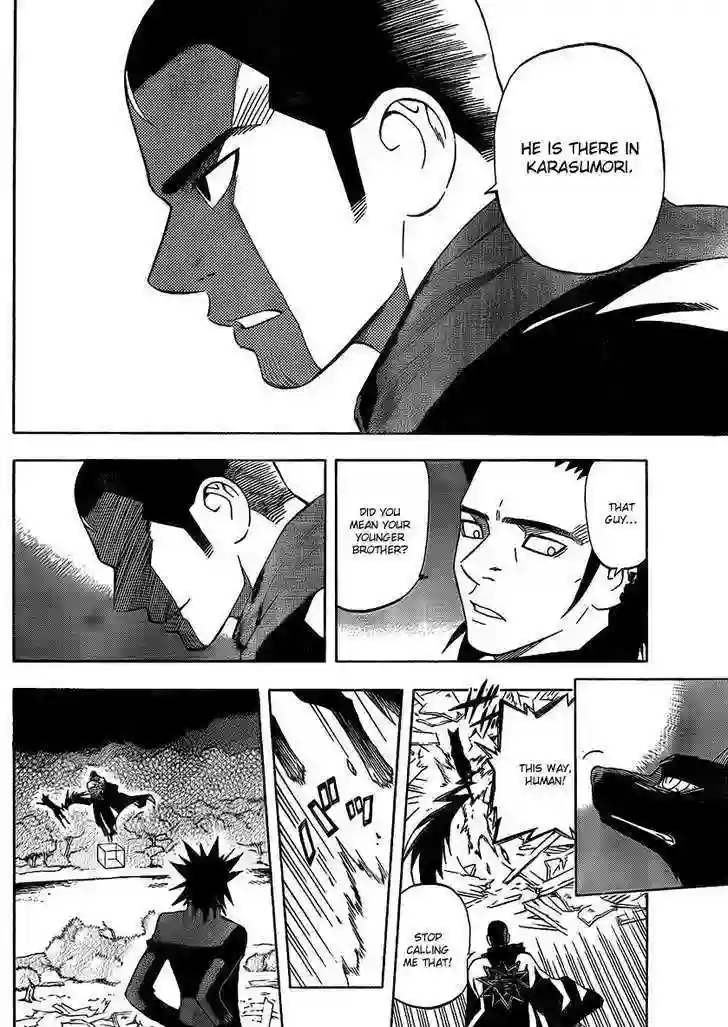 HE IS THERE IN
KARASUMORI.
THAT
GUY...
DID YOU
MEAN YOUR
YOUNGER
BROTHER?
THIS WAY,
HUMAN!
STOP
CALLING
ME THAT!